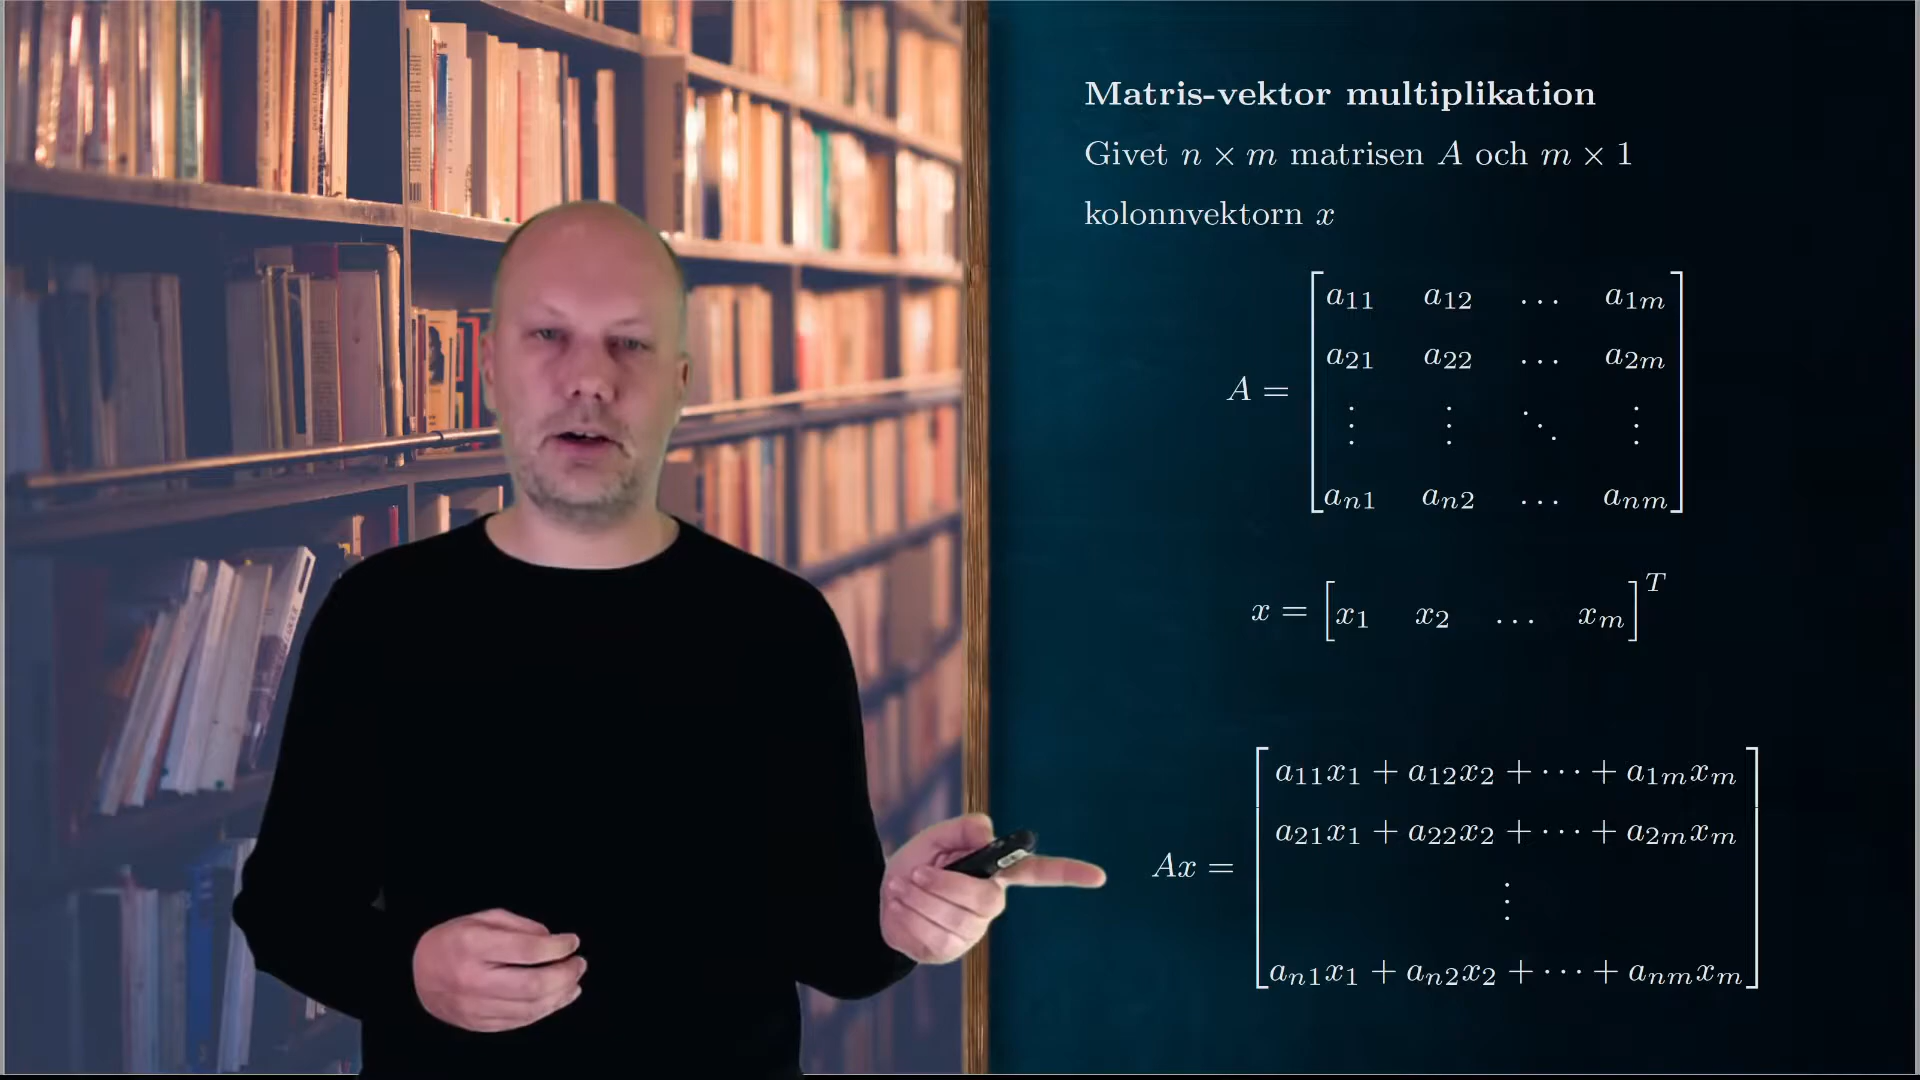 Matris-vektor multiplikation
Givet n × m matrisen A och m × 1
kolonnvektorn x
A = [a₁₁ a₁₂ … a₁ₘ
a₂₁ a₂₂ … a₂ₘ
⋮ ⋮ ⋱ ⋮
aₙ₁ aₙ₂ … aₙₘ]
x = [x₁ x₂ … xₘ]ᵀ
Ax = [a₁₁x₁ + a₁₂x₂ + ⋯ + a₁ₘxₘ
a₂₁x₁ + a₂₂x₂ + ⋯ + a₂ₘxₘ
⋮
aₙ₁x₁ + aₙ₂x₂ + ⋯ + aₙₘxₘ]